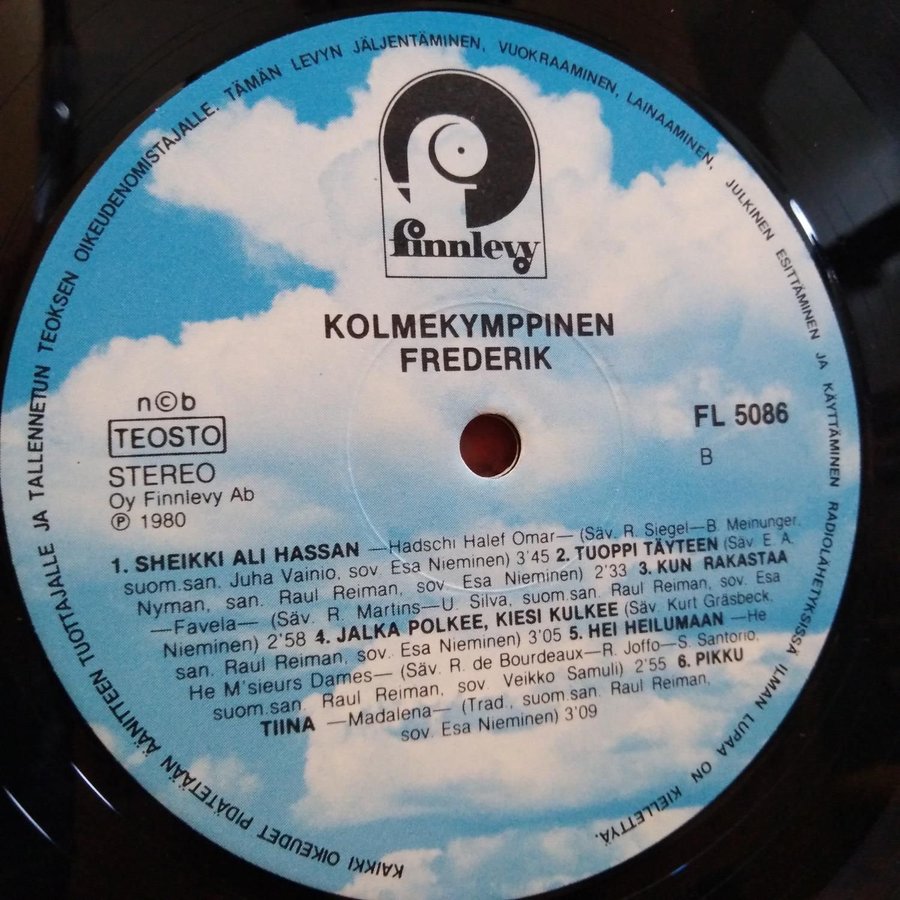 KAIKKI OIKEUDET PIDÄTETÄÄN ÄÄNITTEEN TUOTTAJALLE JA TALLENNETUN TEOKSEN OIKEUDENOMISTAJALLE. TÄMÄN LEVYN JÄLJENTÄMINEN, VUOKRAAMINEN, LAINAAMINEN, JULKINEN ESITTÄMINEN JA KÄYTTÄMINEN RADIOLÄHETYKSISSÄ ILMAN LUPAA ON KIELLETTYÄ.
finnlevy
KOLMEKYMPPINEN
FREDERIK
n©b
TEOSTO
STEREO
Oy Finnlevy Ab
℗ 1980
FL 5086
B
1. SHEIKKI ALI HASSAN —Hadschi Halef Omar— (Säv. R. Siegel—B. Meinunger,
suom.san. Juha Vainio, sov. Esa Nieminen) 3'45 2. TUOPPI TÄYTEEN (Säv. E. A.
Nyman, san. Raul Reiman, sov. Esa Nieminen) 2'33 3. KUN RAKASTAA
—Favela— (Säv. R. Martins—U. Silva, suom.san. Raul Reiman, sov. Esa
Nieminen) 2'58 4. JALKA POLKEE, KIESI KULKEE (Säv. Kurt Gräsbeck,
san. Raul Reiman, sov. Esa Nieminen) 3'05 5. HEI HEILUMAAN —He
He M'sieurs Dames— (Säv. R. de Bourdeaux—R. Joffo—S. Santorio,
suom.san. Raul Reiman, sov. Veikko Samuli) 2'55 6. PIKKU
TIINA —Madalena— (Trad., suom.san. Raul Reiman,
sov. Esa Nieminen) 3'09